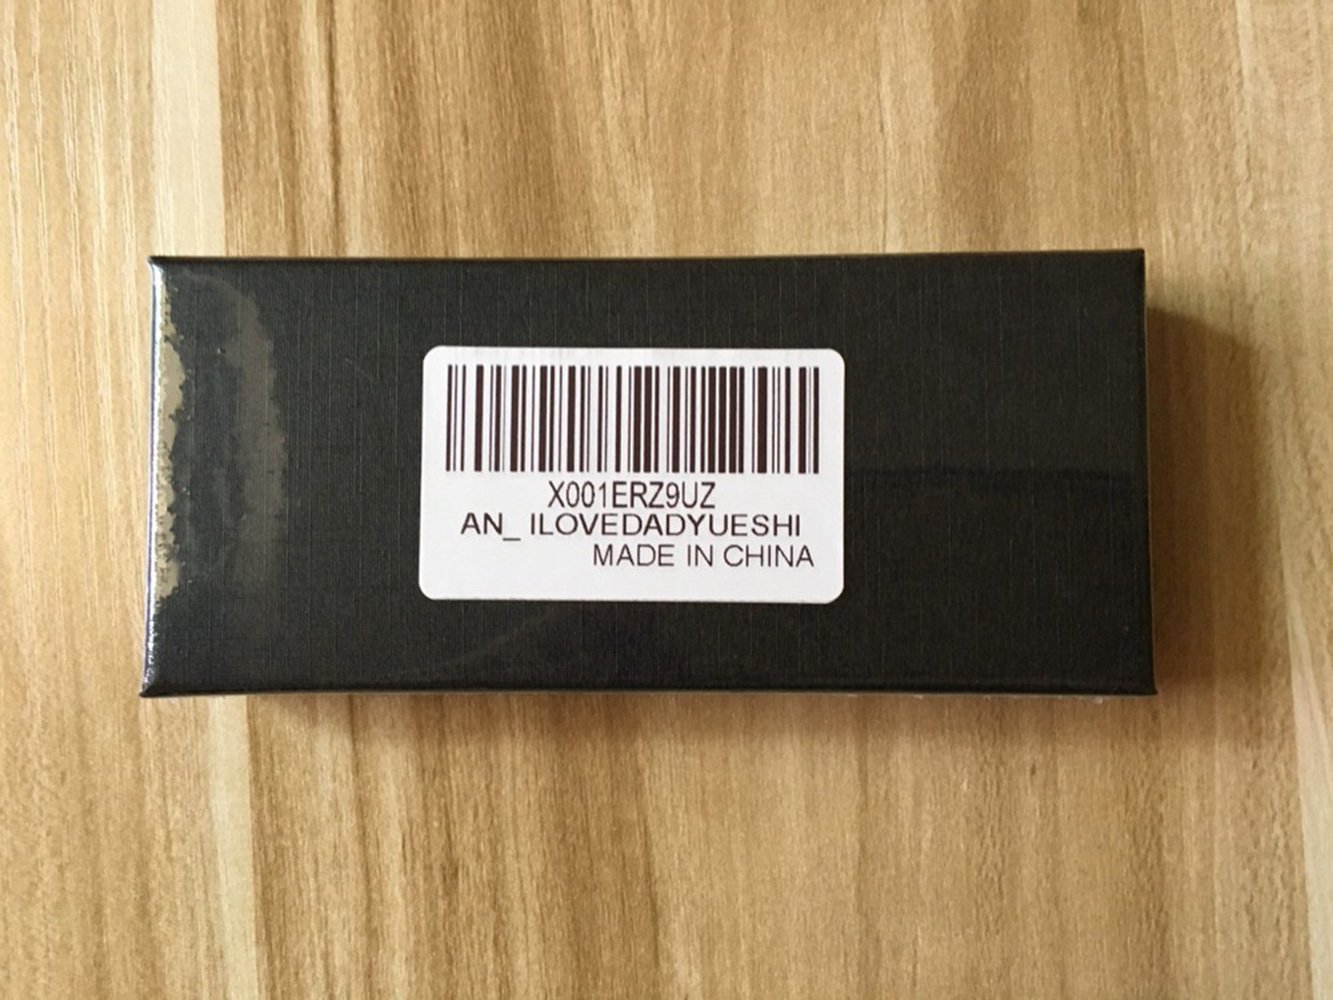 X001ERZ9UZ
AN_ ILOVEDADYUESHI
MADE IN CHINA